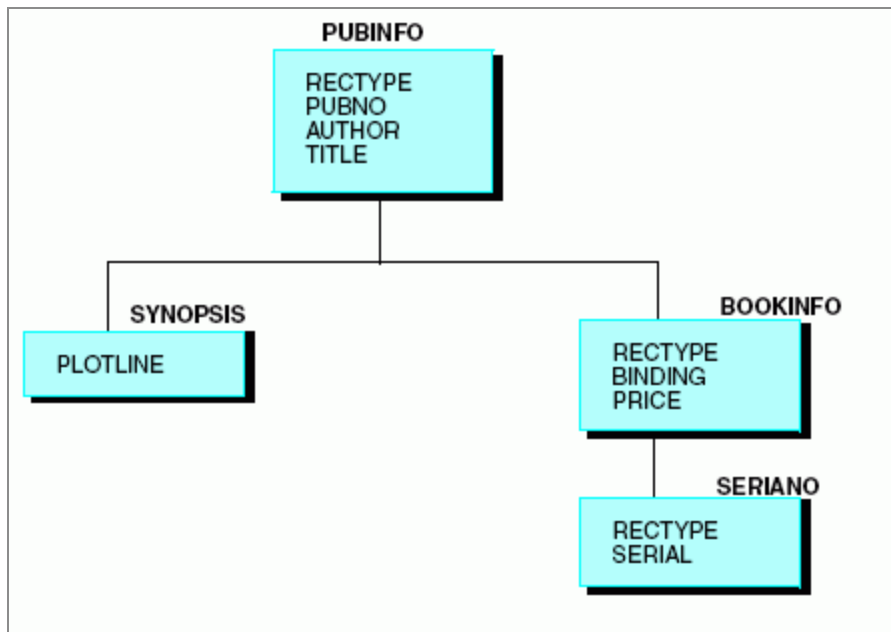 PUBINFO
RECTYPE
PUBNO
AUTHOR
TITLE
SYNOPSIS
PLOTLINE
BOOKINFO
RECTYPE
BINDING
PRICE
SERIANO
RECTYPE
SERIAL